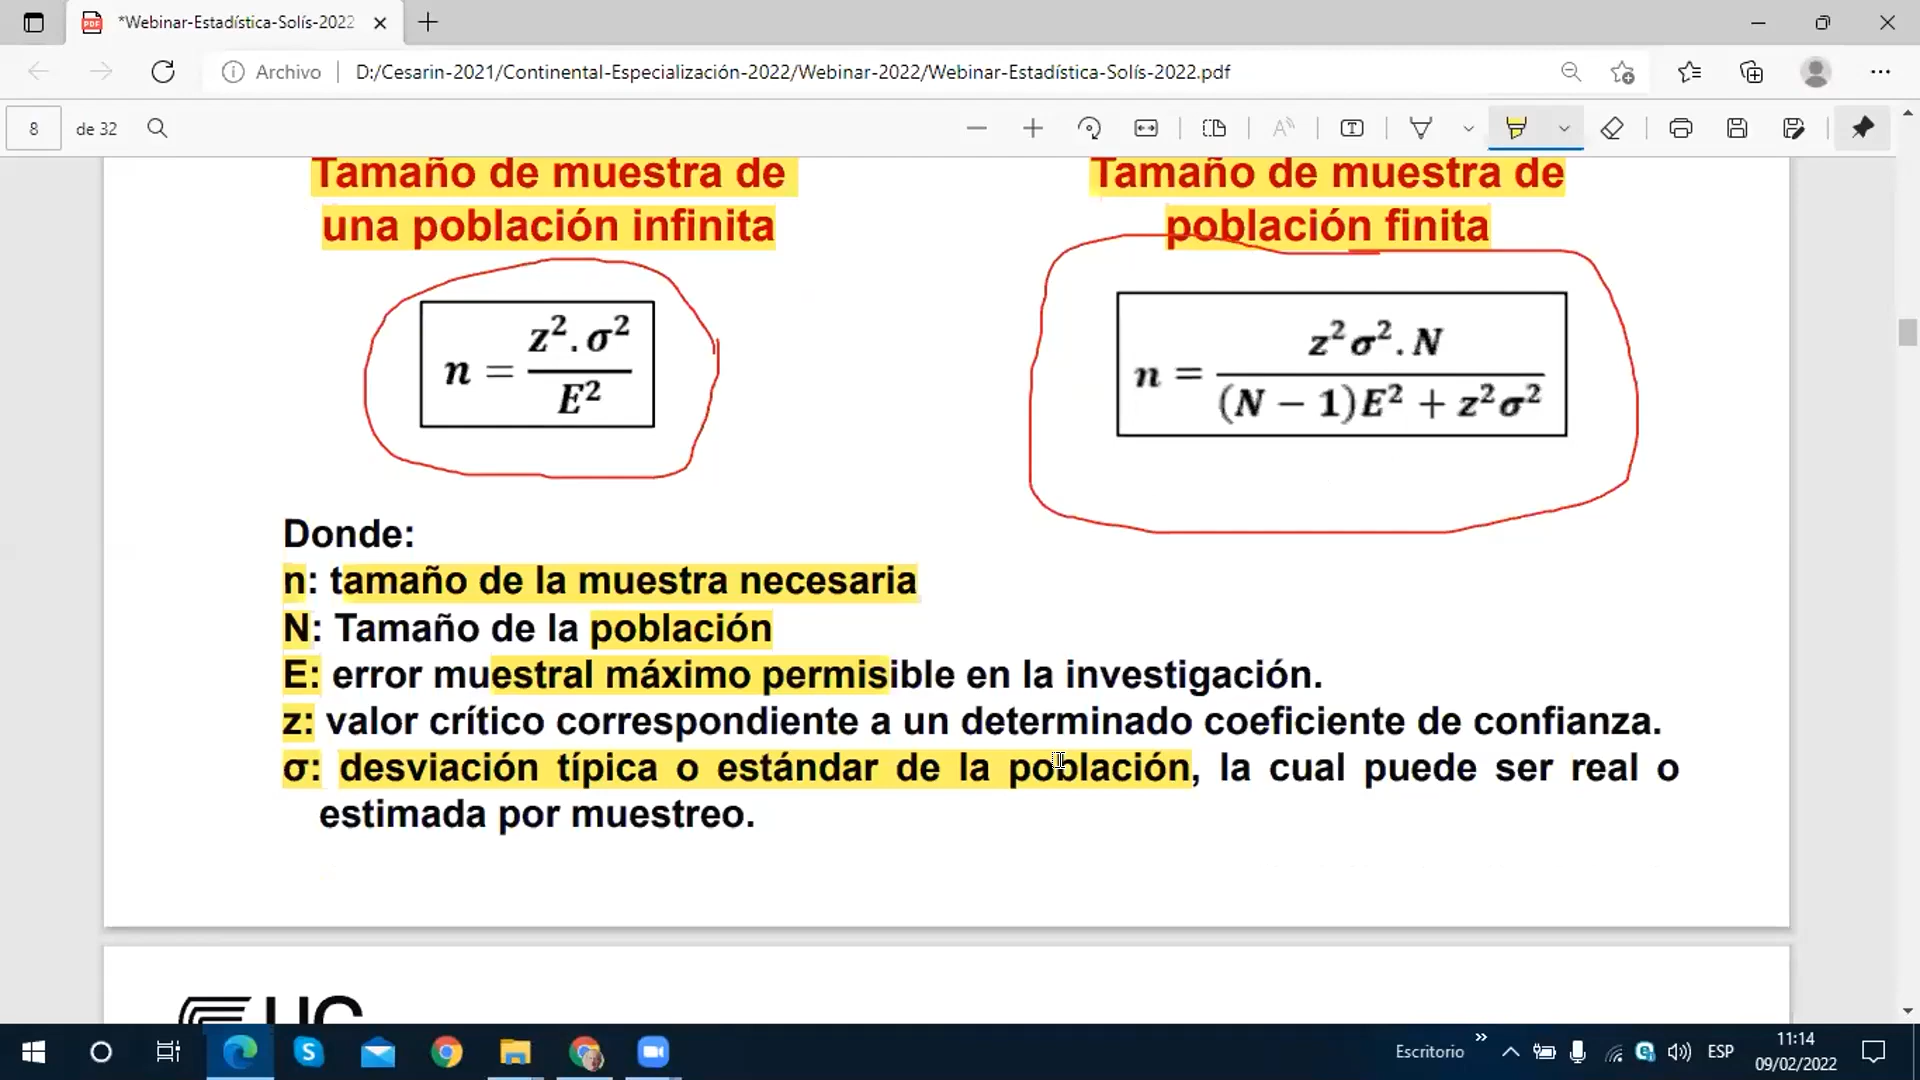 *Webinar-Estadística-Solís-2022
Archivo
D:/Cesarin-2021/Continental-Especialización-2022/Webinar-2022/Webinar-Estadística-Solís-2022.pdf
8 de 32
Tamaño de muestra de
una población infinita
Tamaño de muestra de
población finita
n = z². σ² / E²
n = z²σ². N / (N − 1)E² + z²σ²
Donde:
n: tamaño de la muestra necesaria
N: Tamaño de la población
E: error muestral máximo permisible en la investigación.
z: valor crítico correspondiente a un determinado coeficiente de confianza.
σ: desviación típica o estándar de la población, la cual puede ser real o
estimada por muestreo.
UC
Escritorio
ESP
11:14
09/02/2022